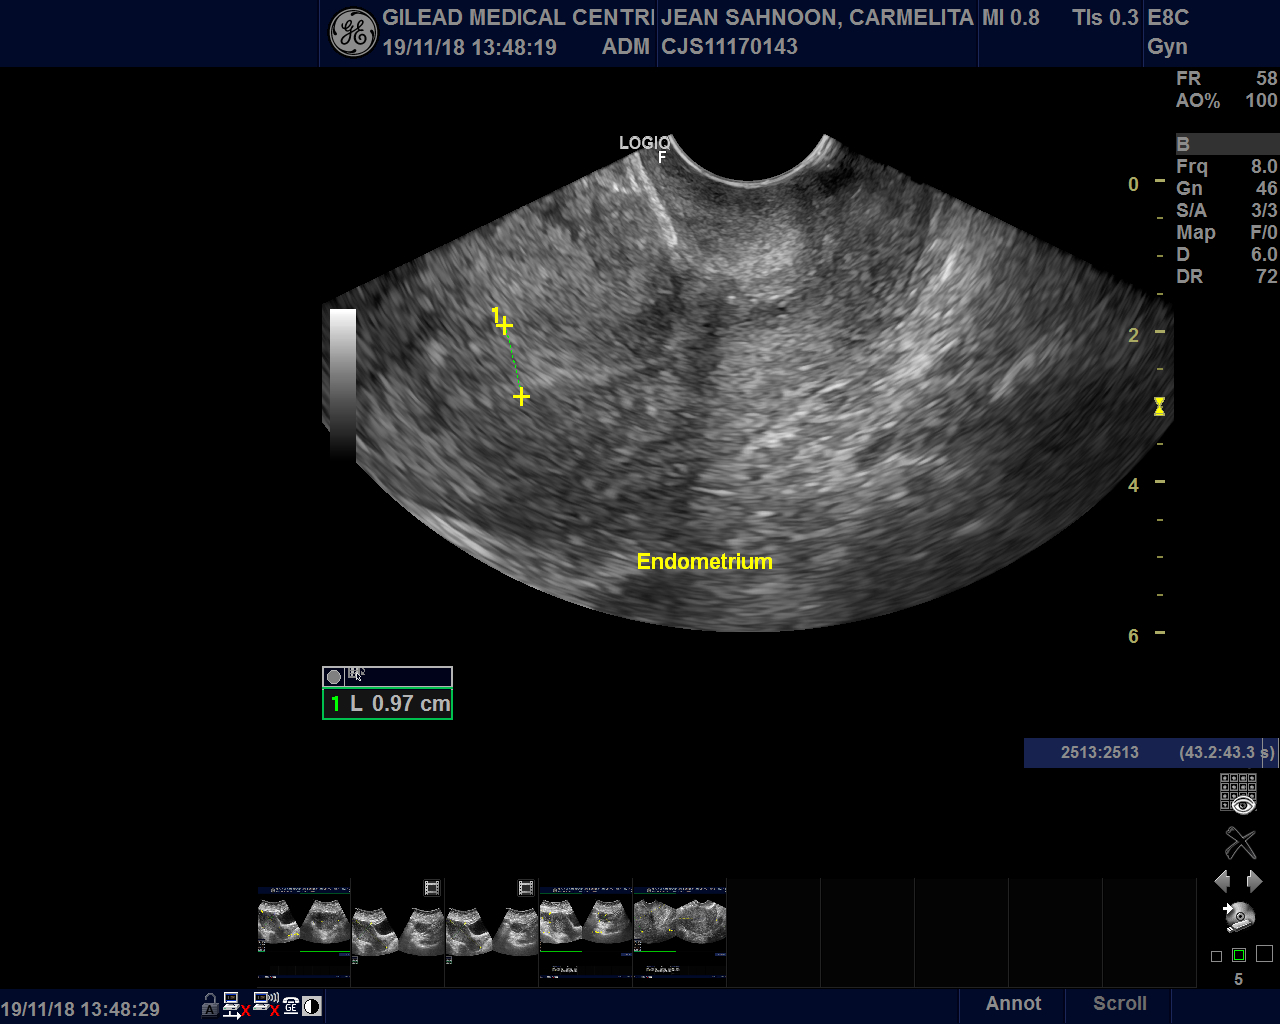 GILEAD MEDICAL CENTR
JEAN SAHNOON, CARMELITA
MI 0.8 TIs 0.3
E8C
19/11/18 13:48:19 ADM
CJS11170143
Gyn
FR 58
AO% 100
B
Frq 8.0
Gn 46
S/A 3/3
Map F/0
D 6.0
DR 72
LOGIQ
F
0
1
2
4
Endometrium
6
1 L 0.97 cm
2513:2513 (43.2:43.3 s)
5
19/11/18 13:48:29
A
GE
Annot
Scroll